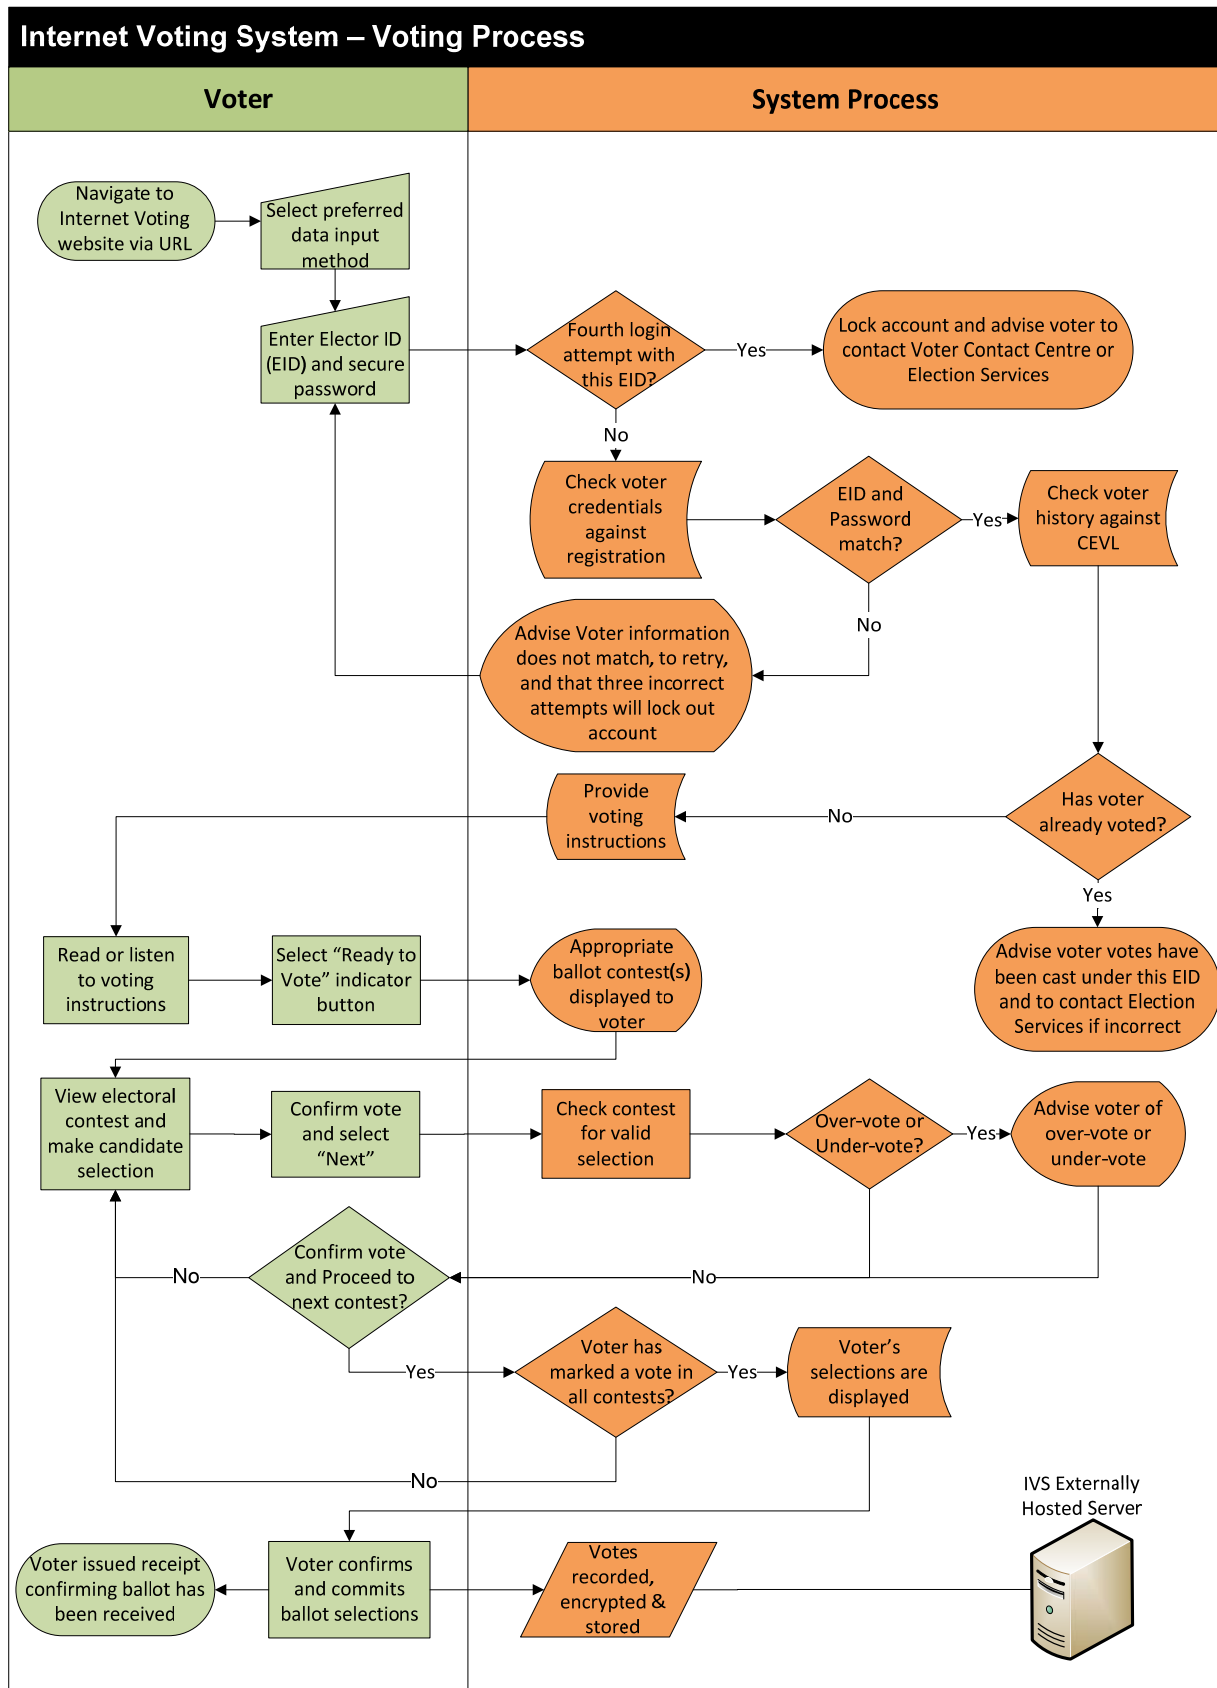 Internet Voting System – Voting Process
Voter
System Process
Navigate to
Internet Voting
website via URL
Select preferred
data input
method
Enter Elector ID
(EID) and secure
password
Fourth login
attempt with
this EID?
Yes
Lock account and advise voter to
contact Voter Contact Centre or
Election Services
No
Check voter
credentials
against
registration
EID and
Password
match?
Yes
Check voter
history against
CEVL
No
Advise Voter information
does not match, to retry,
and that three incorrect
attempts will lock out
account
Has voter
already voted?
No
Provide
voting
instructions
Yes
Advise voter votes have
been cast under this EID
and to contact Election
Services if incorrect
Read or listen
to voting
instructions
Select “Ready to
Vote” indicator
button
Appropriate
ballot contest(s)
displayed to
voter
View electoral
contest and
make candidate
selection
Confirm vote
and select
“Next”
Check contest
for valid
selection
Over-vote or
Under-vote?
Yes
Advise voter of
over-vote or
under-vote
No
Confirm vote
and Proceed to
next contest?
No
Yes
Voter has
marked a vote in
all contests?
Yes
Voter’s
selections are
displayed
No
IVS Externally
Hosted Server
Voter issued receipt
confirming ballot has
been received
Voter confirms
and commits
ballot selections
Votes
recorded,
encrypted &
stored